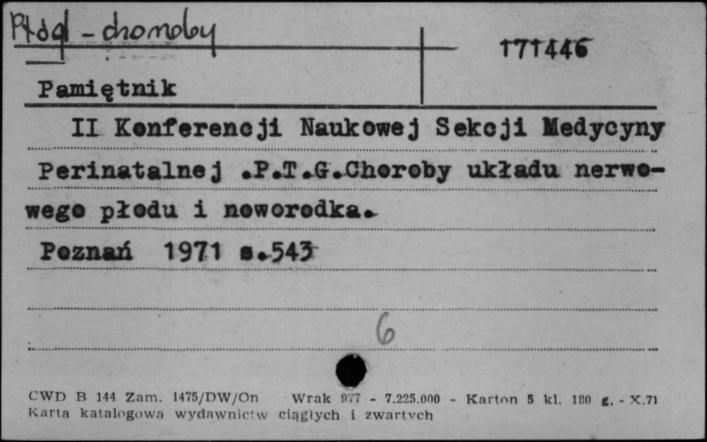 Płód - choroby
171446
Pamiętnik
II Konferencji Naukowej Sekcji Medycyny
Perinatalnej .P.T.G.Choroby układu nerwo-
wego płodu i noworodka.
Poznań 1971 s.543
6
CWD B 144 Zam. 1475/DW/On Wrak 977 - 7.225.000 - Karton 5 kl. 180 g. - X.71
Karta katalogowa wydawnictw ciągłych i zwartych